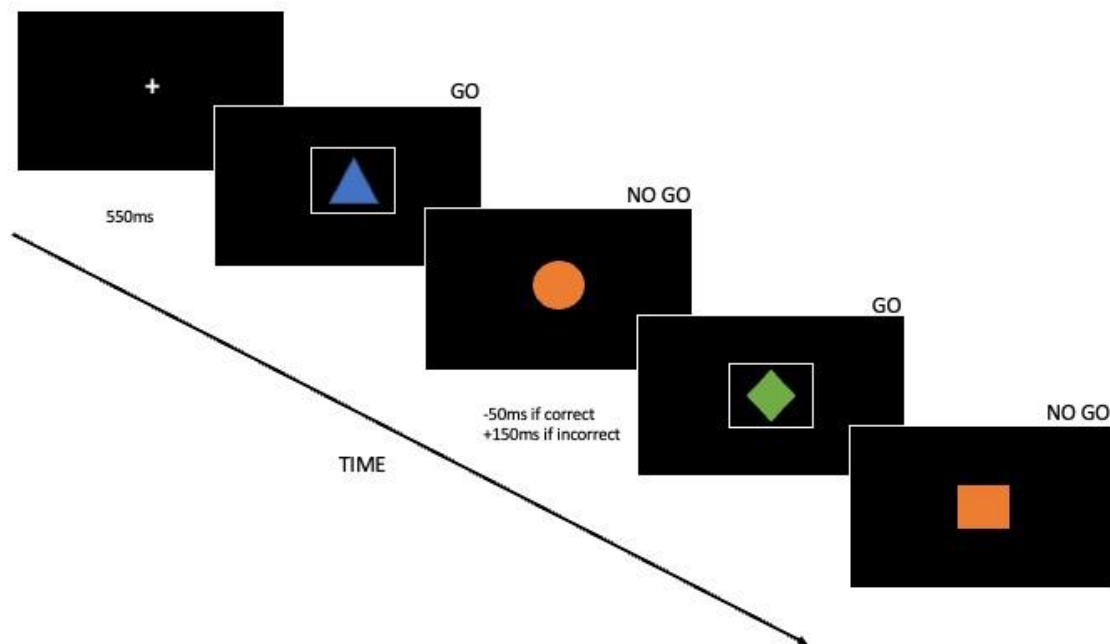 +
GO
NO GO
550ms
GO
-50ms if correct
+150ms if incorrect
NO GO
TIME